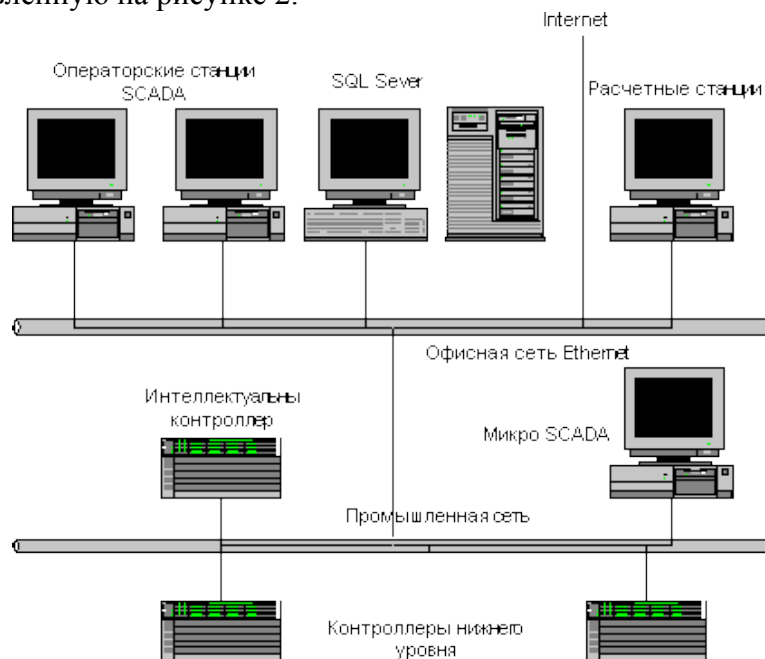 вленную на рисунке 2.
Internet
Операторские станции
SCADA
SQL Sever
Расчетные станции
Офисная сеть Ethernet
Интеллектуальны
контроллер
Микро SCADA
Промышленная сеть
Контроллеры нижнего
уровня